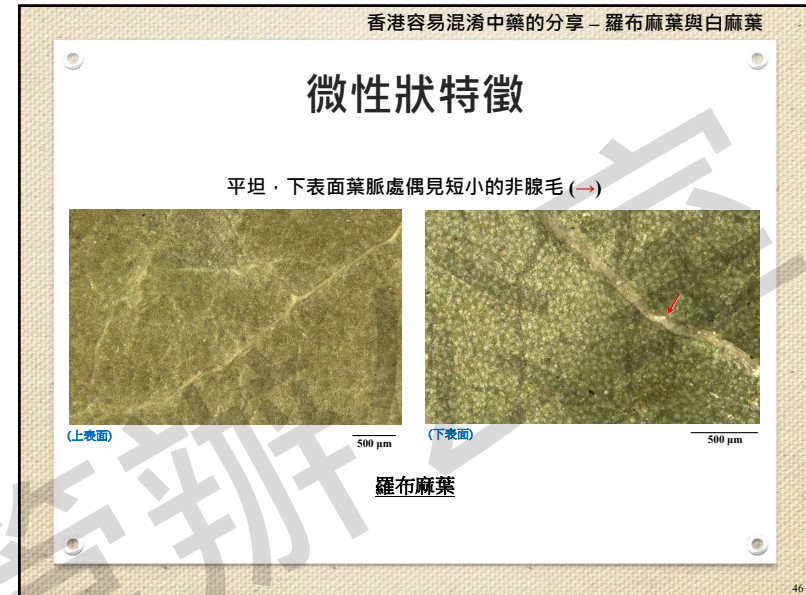 香港容易混淆中藥的分享 – 羅布麻葉與白麻葉
微性狀特徵
平坦，下表面葉脈處偶見短小的非腺毛 (→)
(上表面)
500 μm
(下表面)
500 μm
羅布麻葉
46